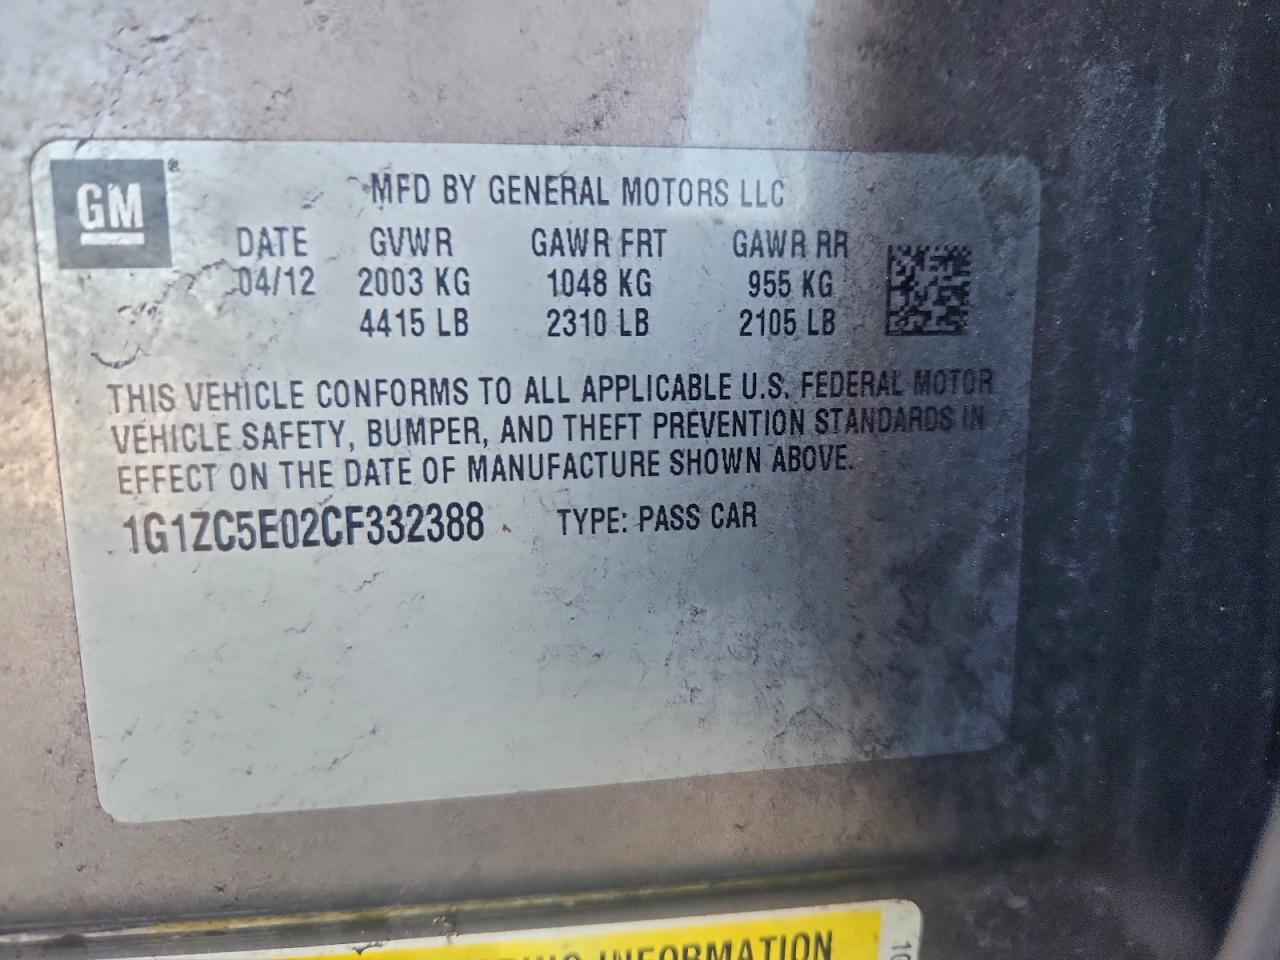 GM®
MFD BY GENERAL MOTORS LLC
DATE GVWR GAWR FRT GAWR RR
04/12 2003 KG 1048 KG 955 KG
4415 LB 2310 LB 2105 LB
THIS VEHICLE CONFORMS TO ALL APPLICABLE U.S. FEDERAL MOTOR
VEHICLE SAFETY, BUMPER, AND THEFT PREVENTION STANDARDS IN
EFFECT ON THE DATE OF MANUFACTURE SHOWN ABOVE.
1G1ZC5E02CF332388 TYPE: PASS CAR
INFORMATION